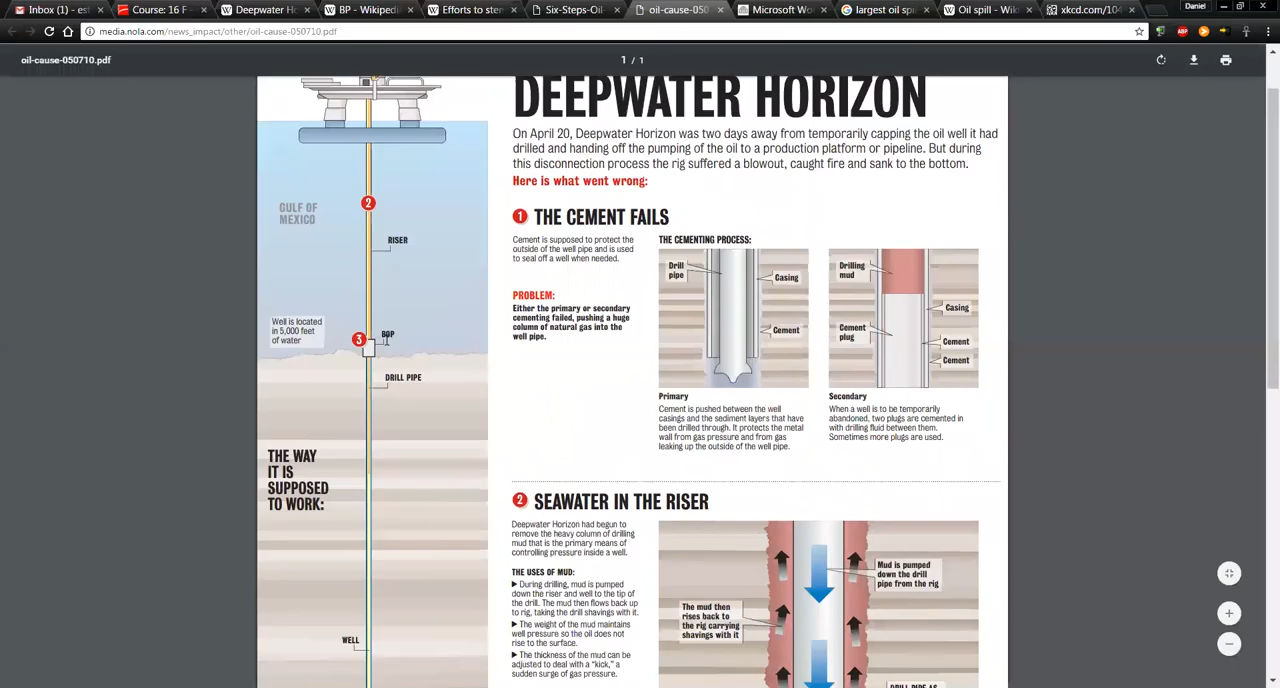 Inbox (1) - est
Course: 16 F -
Deepwater H
BP - Wikiped
Efforts to stem
Six-Steps-Oil
oil-cause-050
Microsoft Wo
largest oil sp
Oil spill - Wik
xkcd.com/10
Daniel
media.nola.com/news_impact/other/oil-cause-050710.pdf
oil-cause-050710.pdf
1 / 1
DEEPWATER HORIZON
On April 20, Deepwater Horizon was two days away from temporarily capping the oil well it had
drilled and handing off the pumping of the oil to a production platform or pipeline. But during
this disconnection process the rig suffered a blowout, caught fire and sank to the bottom.
Here is what went wrong:
GULF OF
MEXICO
2
RISER
Well is located
in 5,000 feet
of water
3
BOP
DRILL PIPE
THE WAY
IT IS
SUPPOSED
TO WORK:
WELL
1 THE CEMENT FAILS
Cement is supposed to protect the
outside of the well pipe and is used
to seal off a well when needed.
PROBLEM:
Either the primary or secondary
cementing failed, pushing a huge
column of natural gas into the
well pipe.
THE CEMENTING PROCESS:
Drill
pipe
Casing
Cement
Primary
Cement is pushed between the well
casings and the sediment layers that have
been drilled through. It protects the metal
wall from gas pressure and from gas
leaking up the outside of the well pipe.
Drilling
mud
Casing
Cement
plug
Cement
Cement
Secondary
When a well is to be temporarily
abandoned, two plugs are cemented in
with drilling fluid between them.
Sometimes more plugs are used.
2 SEAWATER IN THE RISER
Deepwater Horizon had begun to
remove the heavy column of drilling
mud that is the primary means of
controlling pressure inside a well.
THE USES OF MUD:
▶ During drilling, mud is pumped
down the riser and well to the tip of
the drill. The mud then flows back up
to rig, taking the drill shavings with it.
▶ The weight of the mud maintains
well pressure so the oil does not
rise to the surface.
▶ The thickness of the mud can be
adjusted to deal with a “kick,” a
sudden surge of gas pressure.
Mud is pumped
down the drill
pipe from the rig
The mud then
rises back to
the rig carrying
shavings with it
DRILL PIPE AS